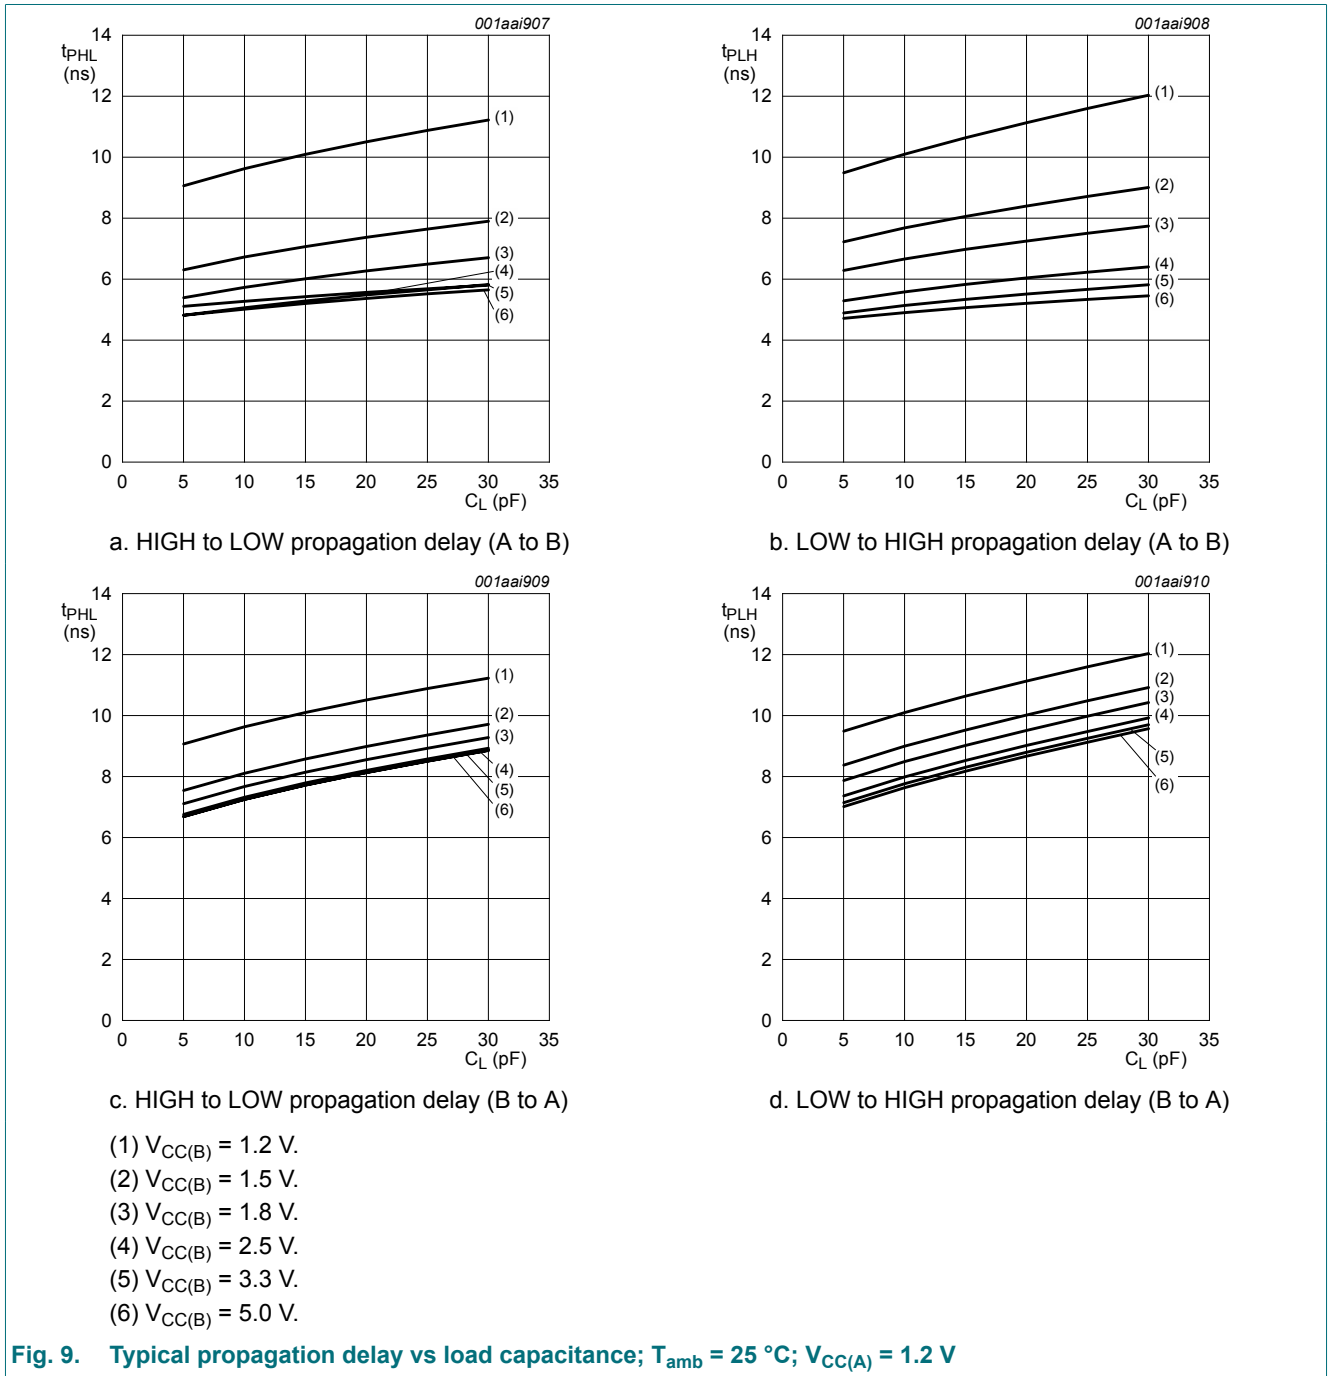 001aai907
14
tPHL
(ns)
12
10
8
6
4
2
0
(1)
(2)
(3)
(4)
(5)
(6)
0 5 10 15 20 25 30 35
CL (pF)
a. HIGH to LOW propagation delay (A to B)
001aai908
14
tPLH
(ns)
12
10
8
6
4
2
0
(1)
(2)
(3)
(4)
(5)
(6)
0 5 10 15 20 25 30 35
CL (pF)
b. LOW to HIGH propagation delay (A to B)
001aai909
14
tPHL
(ns)
12
10
8
6
4
2
0
(1)
(2)
(3)
(4)
(5)
(6)
0 5 10 15 20 25 30 35
CL (pF)
c. HIGH to LOW propagation delay (B to A)
001aai910
14
tPLH
(ns)
12
10
8
6
4
2
0
(1)
(2)
(3)
(4)
(5)
(6)
0 5 10 15 20 25 30 35
CL (pF)
d. LOW to HIGH propagation delay (B to A)
(1) VCC(B) = 1.2 V.
(2) VCC(B) = 1.5 V.
(3) VCC(B) = 1.8 V.
(4) VCC(B) = 2.5 V.
(5) VCC(B) = 3.3 V.
(6) VCC(B) = 5.0 V.
Fig. 9. Typical propagation delay vs load capacitance; Tamb = 25 °C; VCC(A) = 1.2 V